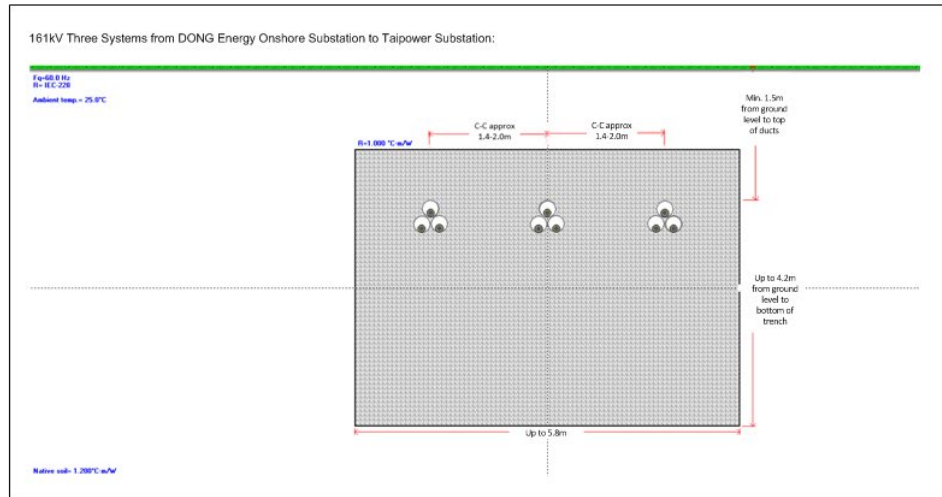 161kV Three Systems from DONG Energy Onshore Substation to Taipower Substation:
Fq=60.0 Hz
R= IEC-228
Ambient temp.= 25.0°C
Min. 1.5m
from ground
level to top
of ducts
C-C approx
1.4-2.0m
C-C approx
1.4-2.0m
R=1.000 °C-m/W
Up to 4.2m
from ground
level to
bottom of
trench
Up to 5.8m
Native soil= 1.200°C-m/W